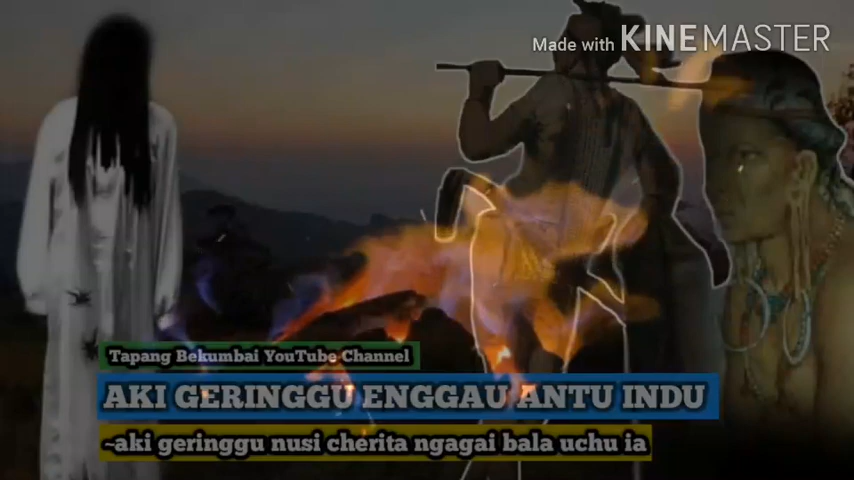 Made with KINEMASTER
Tapang Bekumbai YouTube Channel
AKI GERINGGU ENGGAU ANTU INDU
~aki geringgu nusi cherita ngagai bala uchu ia